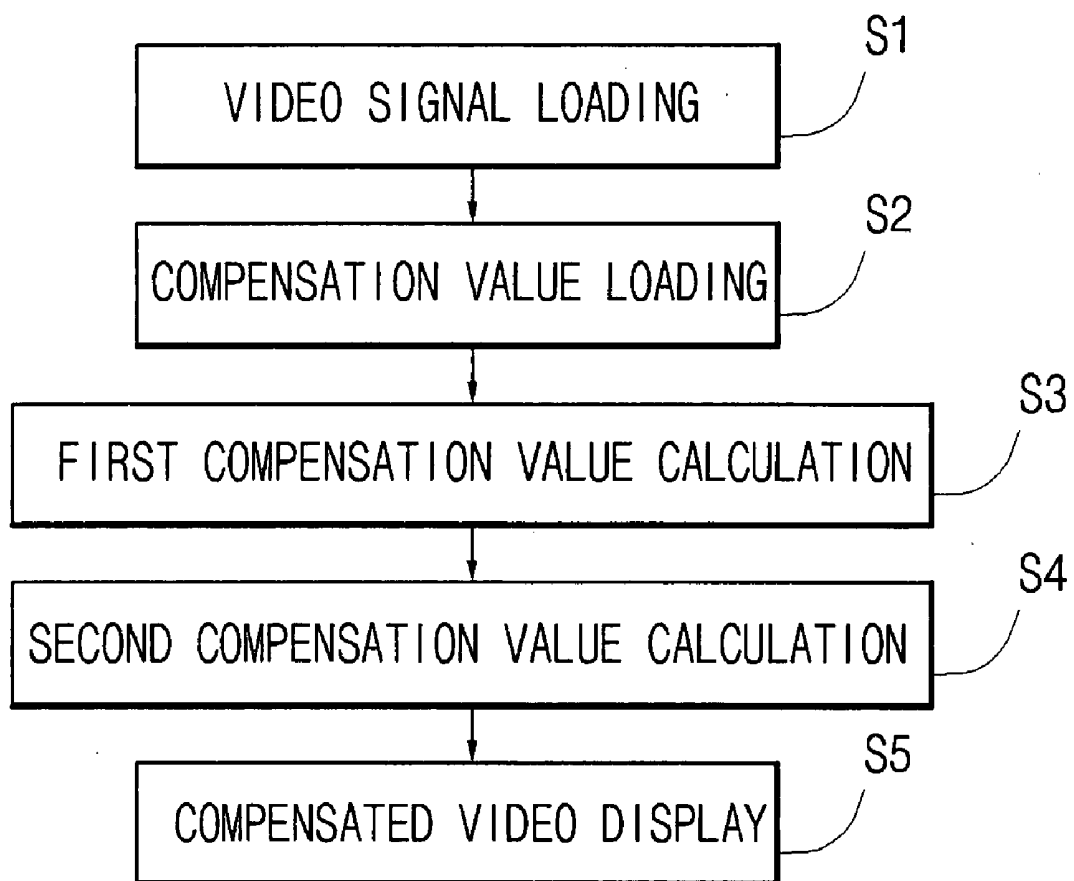 S1
VIDEO SIGNAL LOADING
S2
COMPENSATION VALUE LOADING
S3
FIRST COMPENSATION VALUE CALCULATION
S4
SECOND COMPENSATION VALUE CALCULATION
S5
COMPENSATED VIDEO DISPLAY